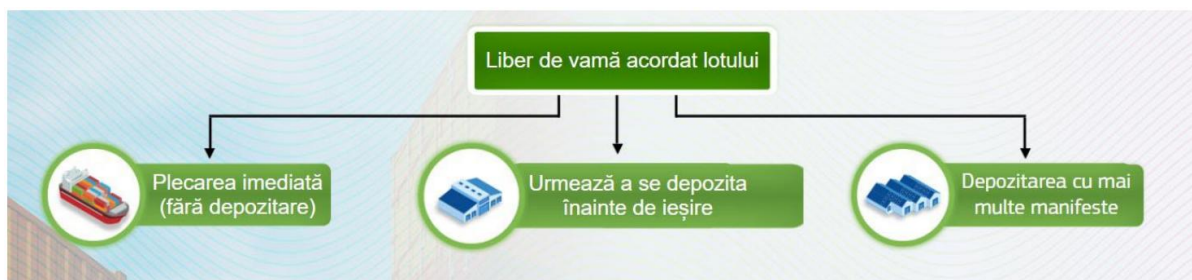 Liber de vamă acordat lotului
Plecarea imediată
(fără depozitare)
Urmează a se depozita
înainte de ieșire
Depozitarea cu mai
multe manifeste